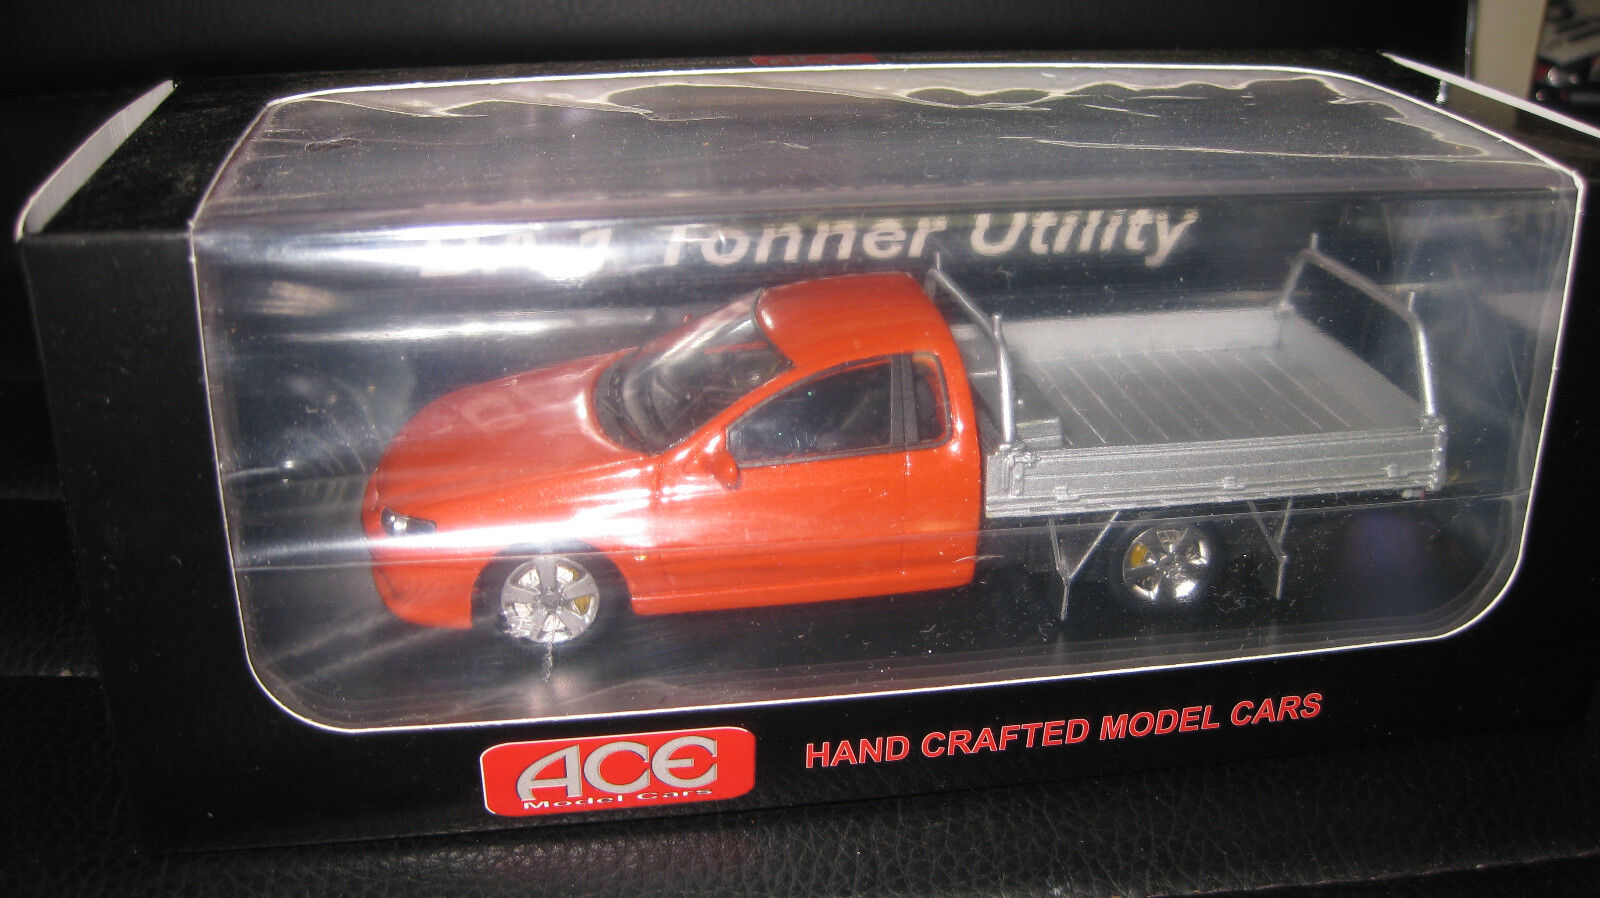 Tonner Utility
ACE
Model Cars
HAND CRAFTED MODEL CARS